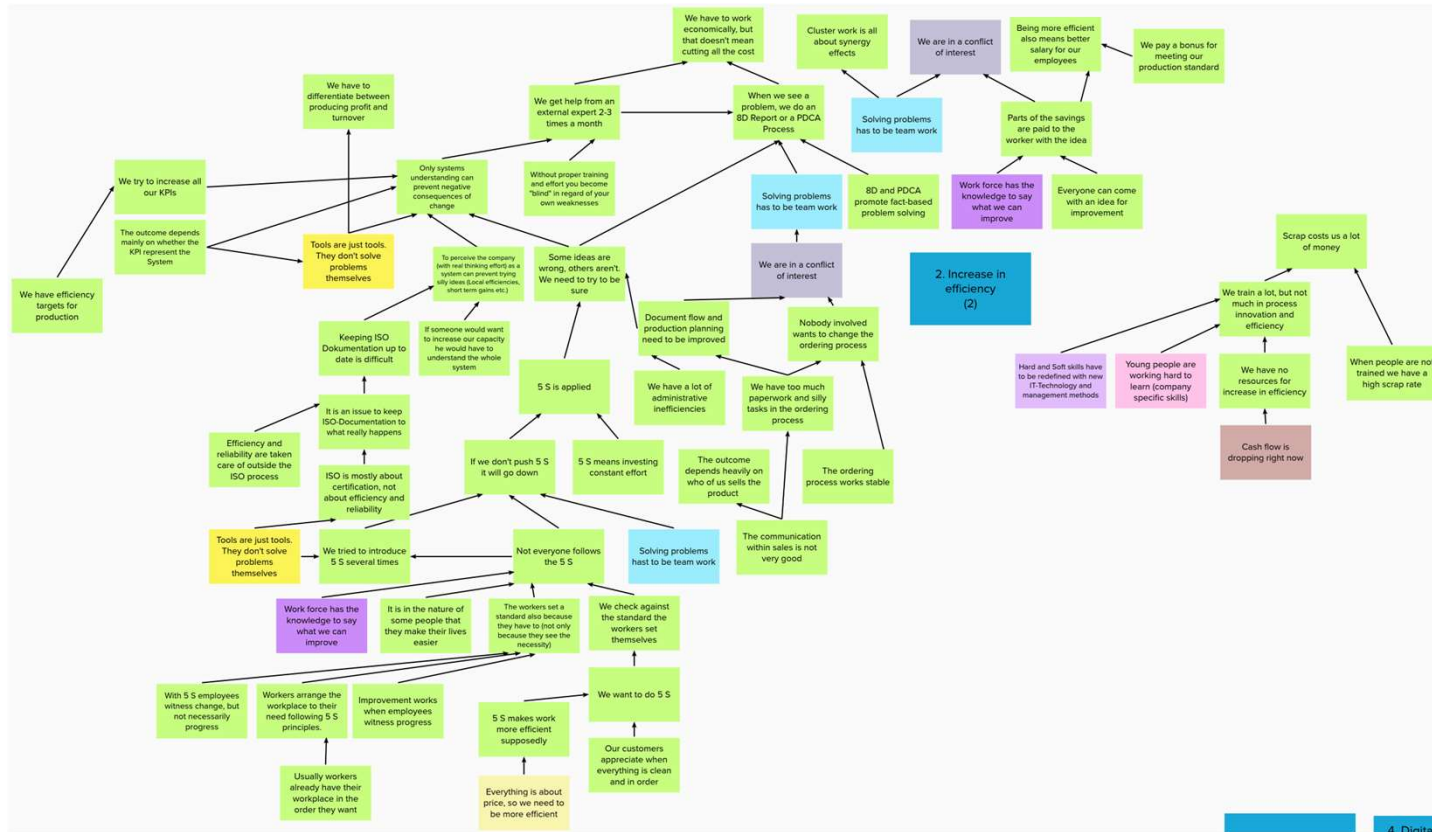 We have to work
economically, but
that doesn't mean
cutting all the cost
Cluster work is all
about synergy
effects
We are in a conflict
of interest
Being more efficient
also means better
salary for our
employees
We pay a bonus for
meeting our
production standard
We have to
differentiate between
producing profit and
turnover
We get help from an
external expert 2-3
times a month
When we see a
problem, we do an
8D Report or a PDCA
Process
Solving problems
has to be team work
Parts of the savings
are paid to the
worker with the idea
We try to increase all
our KPIs
Only systems
understanding can
prevent negative
consequences of
change
Without proper training
and effort you become
"blind" in regard of your
own weaknesses
Solving problems
has to be team work
8D and PDCA
promote fact-based
problem solving
Work force has the
knowledge to say
what we can
improve
Everyone can come
with an idea for
improvement
The outcome depends
mainly on whether the
KPI represent the
System
Tools are just tools.
They don't solve
problems
themselves
To perceive the company
(with real thinking effort) as a
system can prevent trying
silly ideas (Local efficiencies,
short term gains etc.)
Some ideas are
wrong, others aren't.
We need to try to be
sure
We are in a conflict
of interest
2. Increase in
efficiency
(2)
Scrap costs us a lot
of money
We have efficiency
targets for
production
Keeping ISO
Dokumentation up to
date is difficult
If someone would want
to increase our capacity
he would have to
understand the whole
system
Document flow and
production planning
need to be improved
Nobody involved
wants to change the
ordering process
We train a lot, but not
much in process
innovation and
efficiency
Hard and Soft skills have
to be redefined with new
IT-Technology and
management methods
Young people are
working hard to
learn (company
specific skills)
We have no
resources for
increase in efficiency
When people are not
trained we have a
high scrap rate
5 S is applied
We have a lot of
administrative
inefficiencies
We have too much
paperwork and silly
tasks in the ordering
process
It is an issue to keep
ISO-Documentation to
what really happens
Efficiency and
reliability are taken
care of outside the
ISO process
If we don't push 5 S
it will go down
5 S means investing
constant effort
The outcome
depends heavily on
who of us sells the
product
The ordering
process works stable
Cash flow is
dropping right now
ISO is mostly about
certification, not
about efficiency and
reliability
Tools are just tools.
They don't solve
problems
themselves
We tried to introduce
5 S several times
Not everyone follows
the 5 S
Solving problems
hast to be team work
The communication
within sales is not
very good
Work force has the
knowledge to say
what we can
improve
It is in the nature of
some people that
they make their lives
easier
The workers set a
standard also because
they have to (not only
because they see the
necessity)
We check against
the standard the
workers set
themselves
With 5 S employees
witness change, but
not necessarily
progress
Workers arrange the
workplace to their
need following 5 S
principles.
Improvement works
when employees
witness progress
5 S makes work
more efficient
supposedly
We want to do 5 S
Usually workers
already have their
workplace in the
order they want
Everything is about
price, so we need to
be more efficient
Our customers
appreciate when
everything is clean
and in order